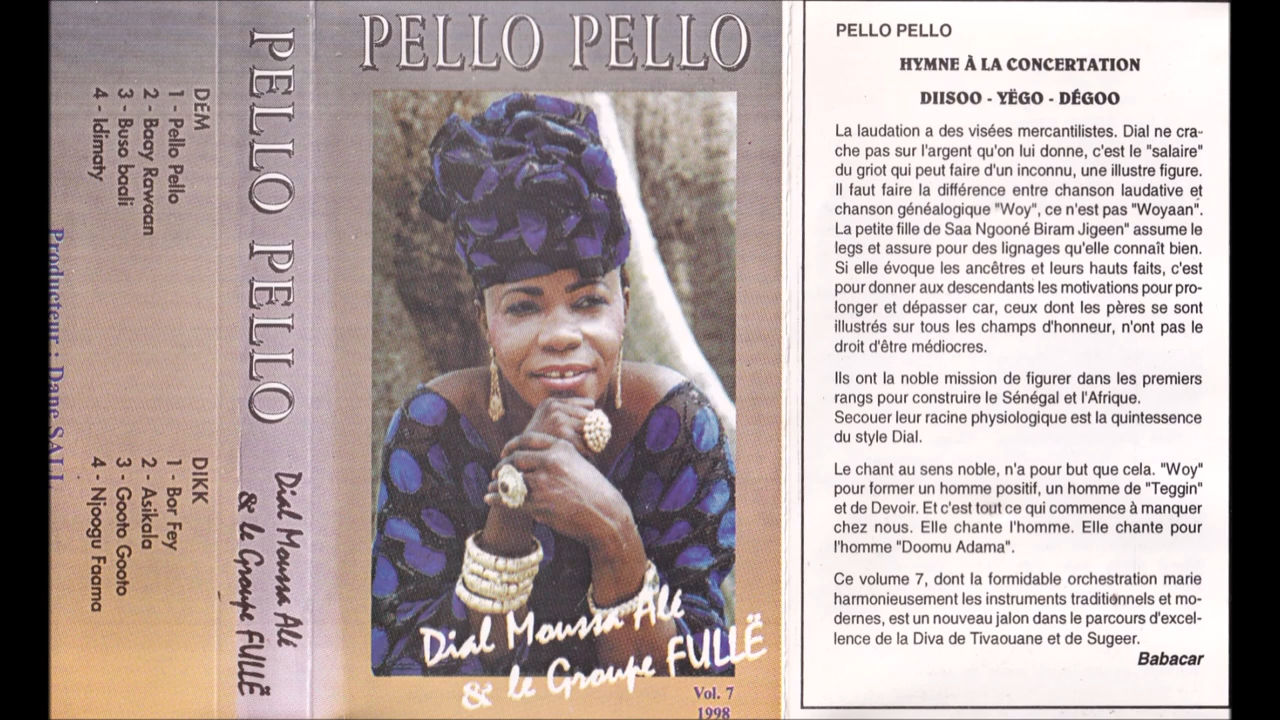 DEM
1 - Pello Pello
2 - Baay Rawaan
3 - Buso baali
4 - Idimaty
DIKK
1 - Bor Fey
2 - Asikala
3 - Gooto Gooto
4 - Njoogu Faama
Producteur : Dane SALL
PELLO PELLO
Dial Moussa Alé
& le Groupe FULLË
PELLO PELLO
Dial Moussa Alé
& le Groupe FULLË
Vol. 7
1998
PELLO PELLO
HYMNE À LA CONCERTATION
DIISOO - YËGO - DÉGOO
La laudation a des visées mercantilistes. Dial ne cra-
che pas sur l'argent qu'on lui donne, c'est le "salaire"
du griot qui peut faire d'un inconnu, une illustre figure.
Il faut faire la différence entre chanson laudative et
chanson généalogique "Woy", ce n'est pas "Woyaan".
La petite fille de Saa Ngooné Biram Jigeen" assume le
legs et assure pour des lignages qu'elle connaît bien.
Si elle évoque les ancêtres et leurs hauts faits, c'est
pour donner aux descendants les motivations pour pro-
longer et dépasser car, ceux dont les pères se sont
illustrés sur tous les champs d'honneur, n'ont pas le
droit d'être médiocres.
Ils ont la noble mission de figurer dans les premiers
rangs pour construire le Sénégal et l'Afrique.
Secouer leur racine physiologique est la quintessence
du style Dial.
Le chant au sens noble, n'a pour but que cela. "Woy"
pour former un homme positif, un homme de "Teggin"
et de Devoir. Et c'est tout ce qui commence à manquer
chez nous. Elle chante l'homme. Elle chante pour
l'homme "Doomu Adama".
Ce volume 7, dont la formidable orchestration marie
harmonieusement les instruments traditionnels et mo-
dernes, est un nouveau jalon dans le parcours d'excel-
lence de la Diva de Tivaouane et de Sugeer.
Babacar